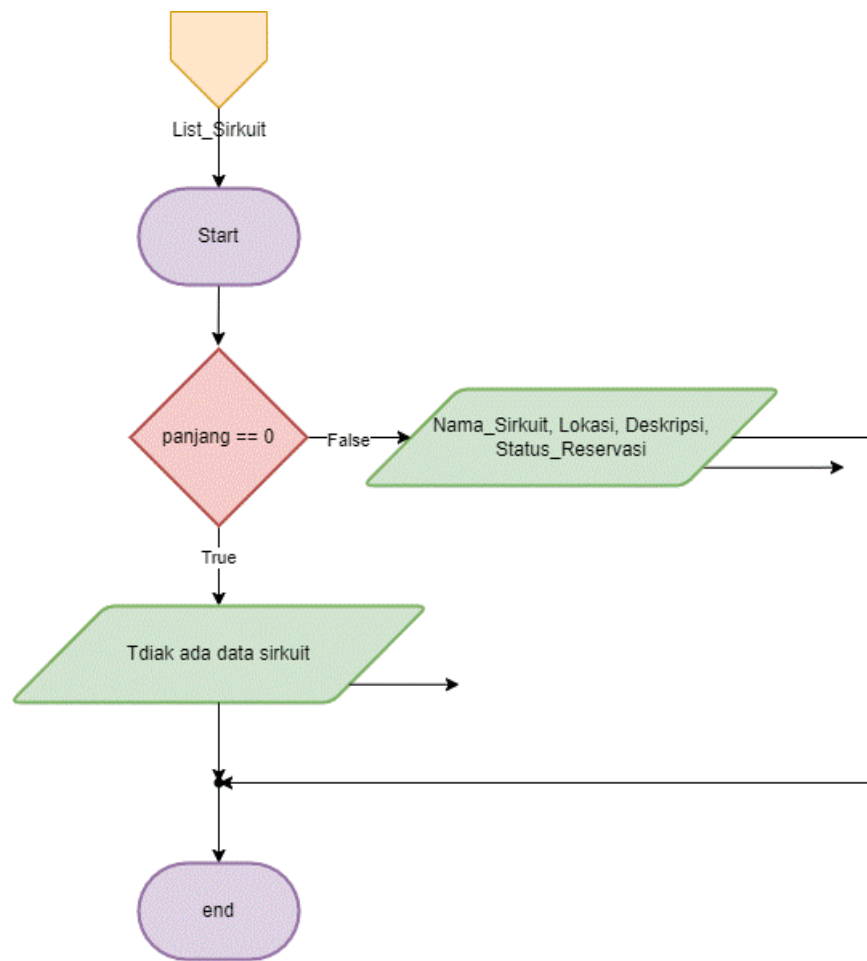 List_Sirkuit
Start
panjang == 0
False
Nama_Sirkuit, Lokasi, Deskripsi,
Status_Reservasi
True
Tdiak ada data sirkuit
end